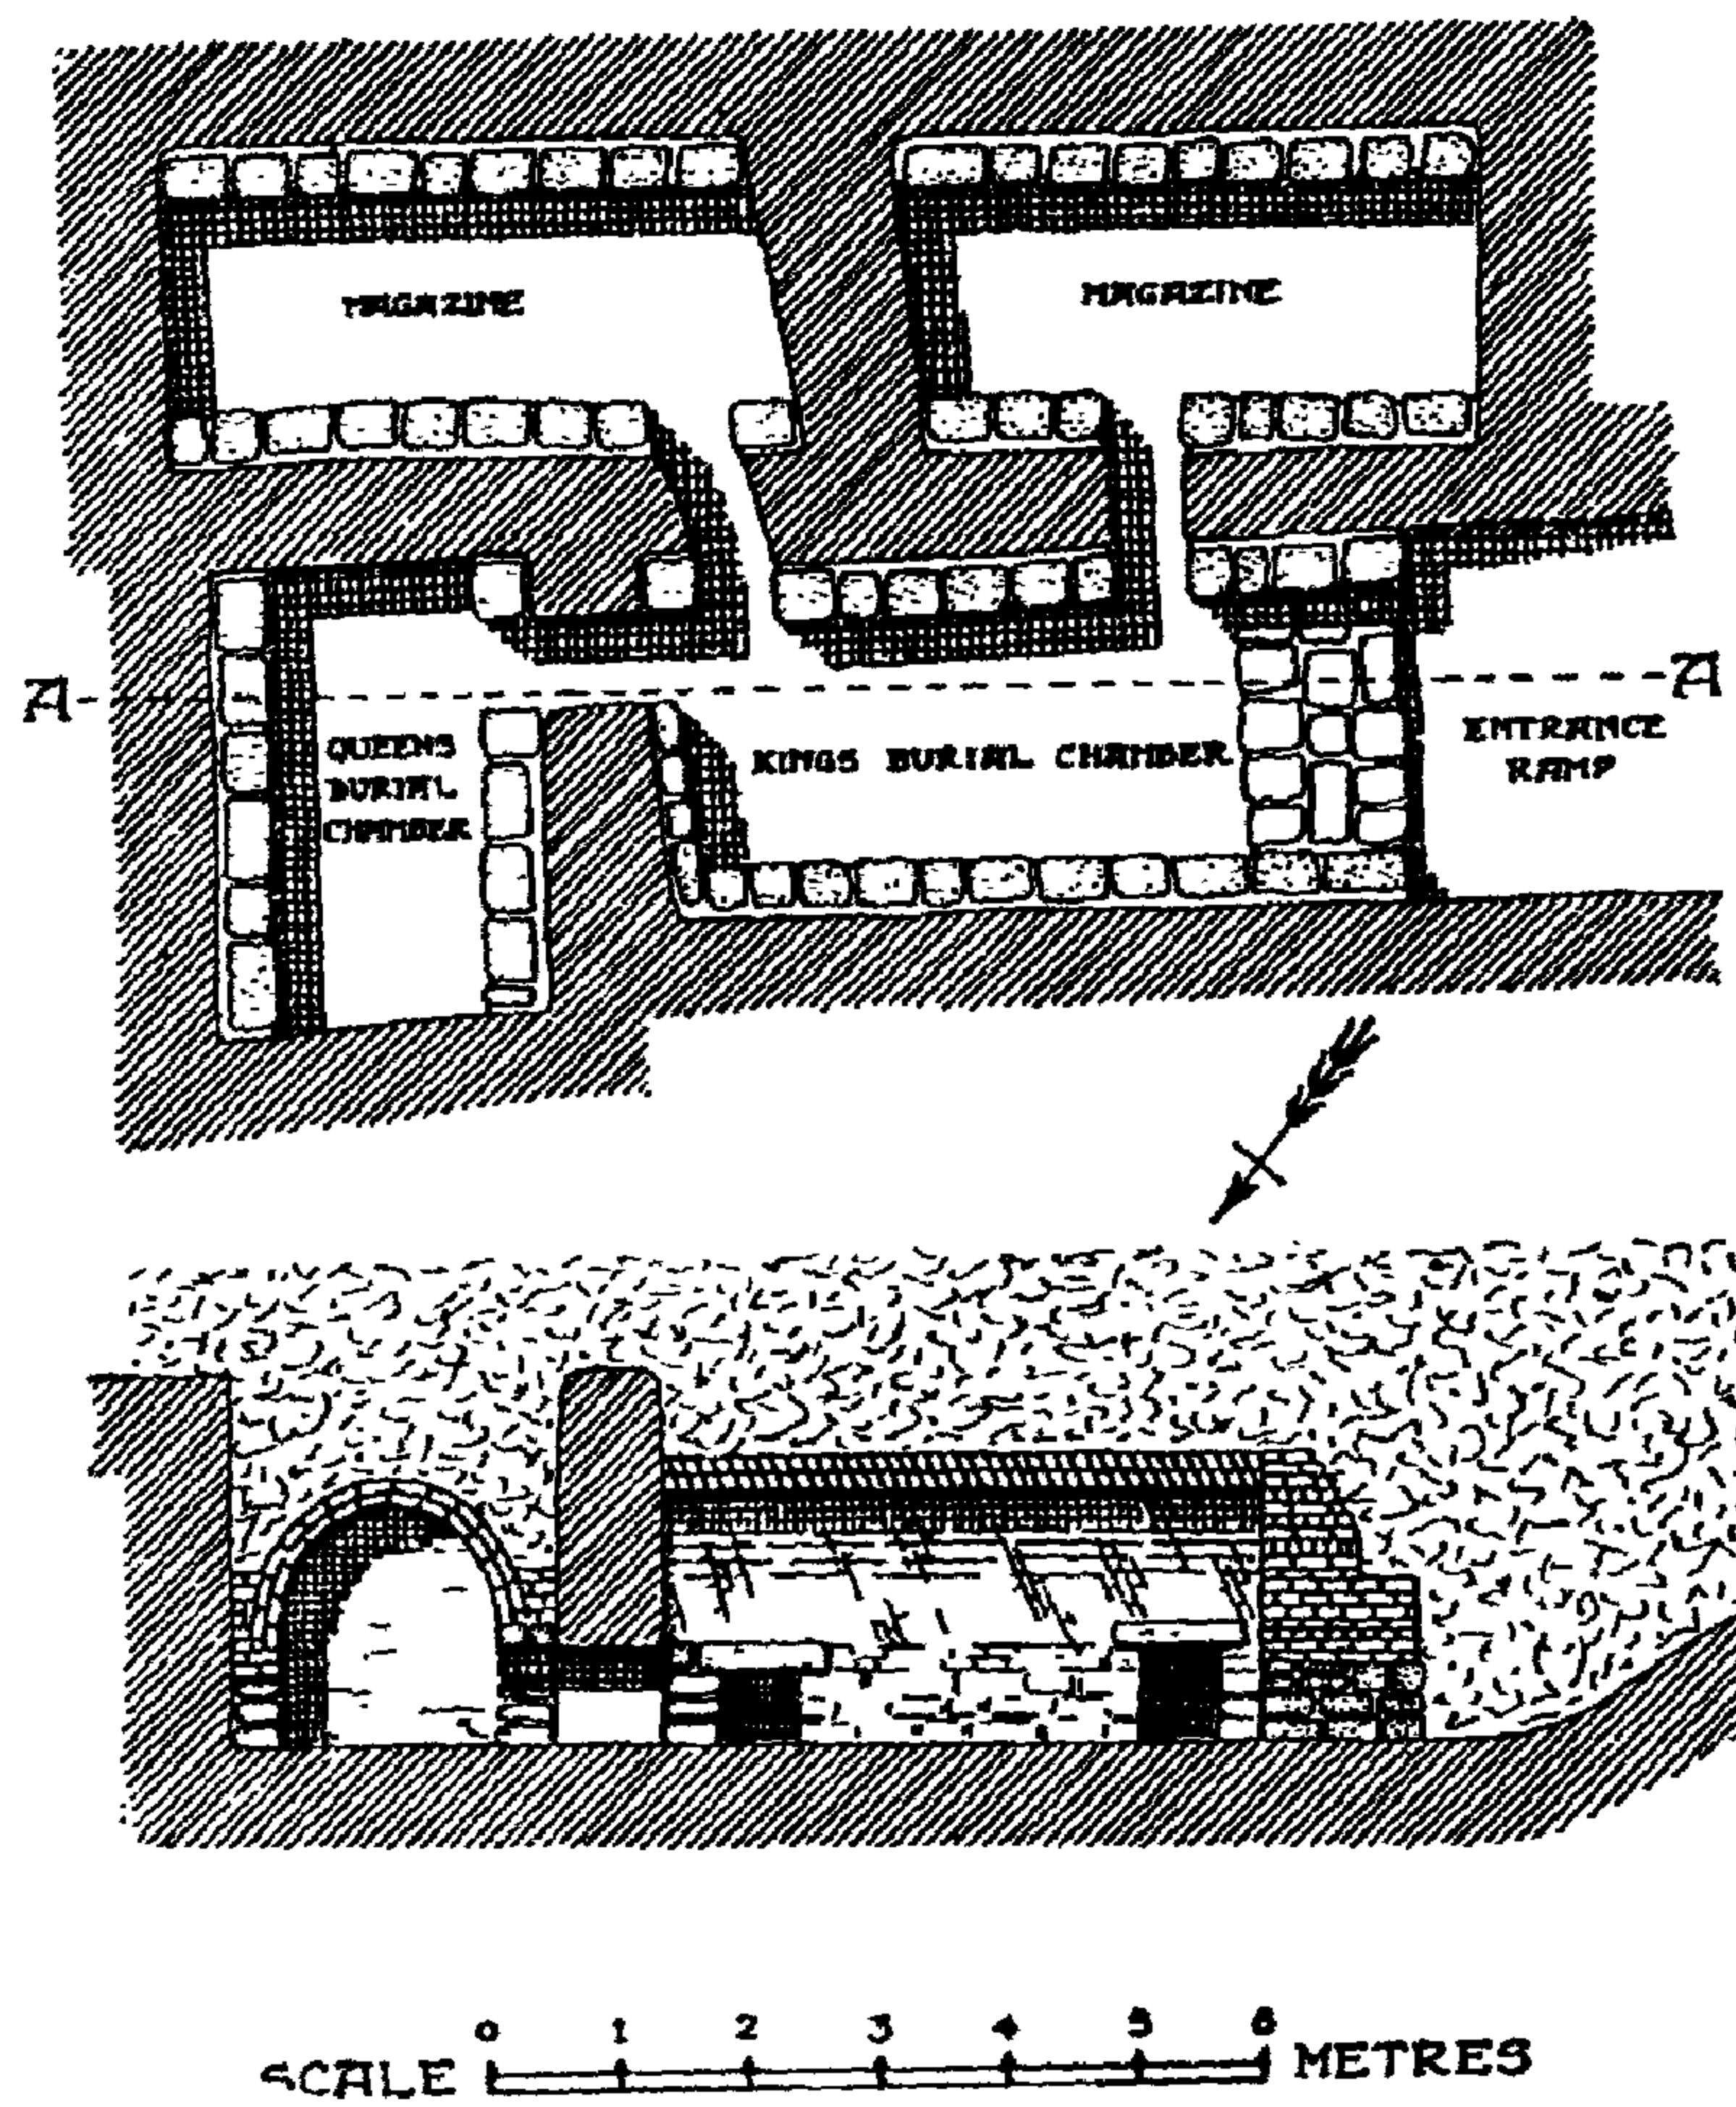 MAGAZINE
MAGAZINE
A
A
QUEENS
BURIAL
CHAMBER
KINGS BURIAL CHAMBER
ENTRANCE
RAMP
0 1 2 3 4 5 6
SCALE METRES